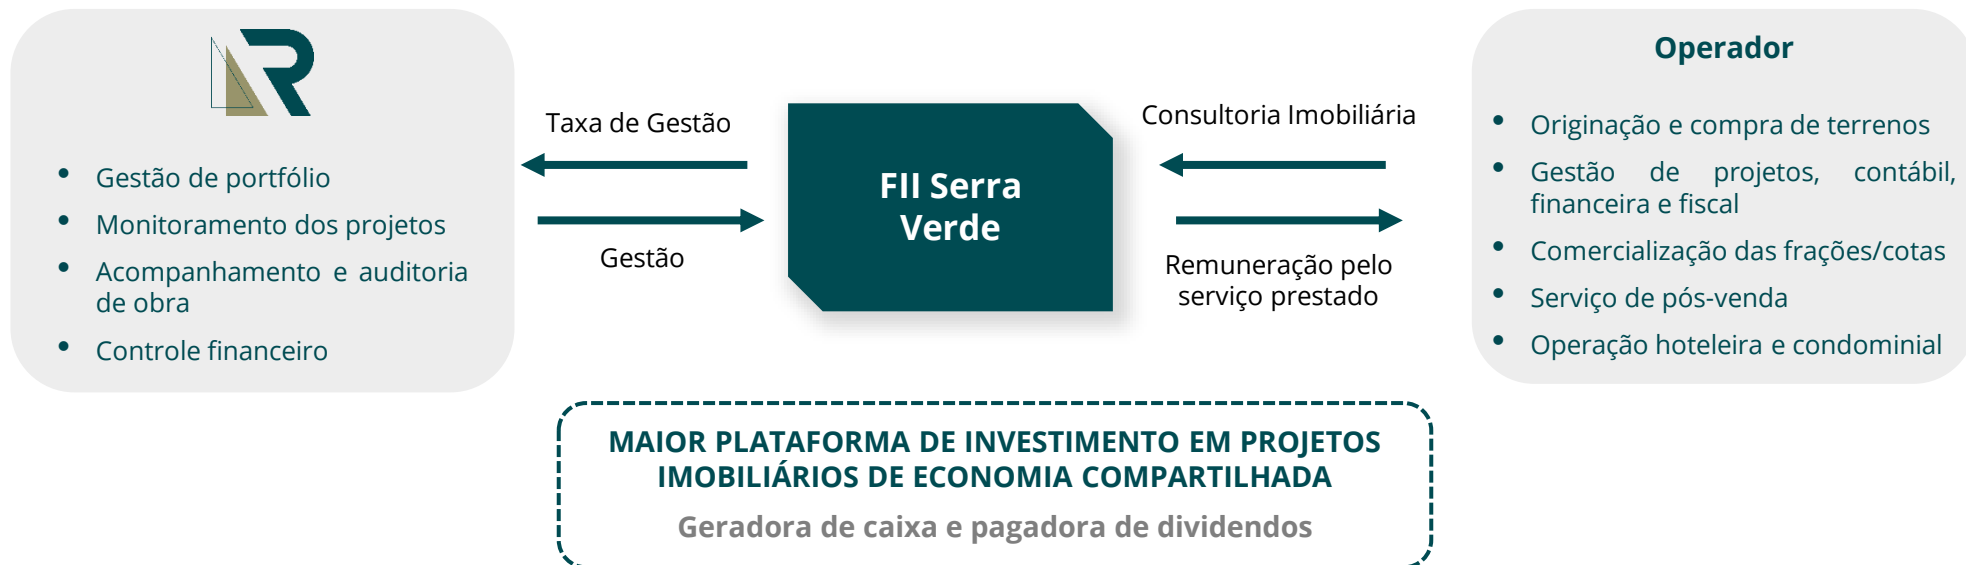 R
• Gestão de portfólio
• Monitoramento dos projetos
• Acompanhamento e auditoria
de obra
• Controle financeiro
Taxa de Gestão
Gestão
FII Serra
Verde
Consultoria Imobiliária
Remuneração pelo
serviço prestado
Operador
• Originação e compra de terrenos
• Gestão de projetos, contábil,
financeira e fiscal
• Comercialização das frações/cotas
• Serviço de pós-venda
• Operação hoteleira e condominial
MAIOR PLATAFORMA DE INVESTIMENTO EM PROJETOS
IMOBILIÁRIOS DE ECONOMIA COMPARTILHADA
Geradora de caixa e pagadora de dividendos